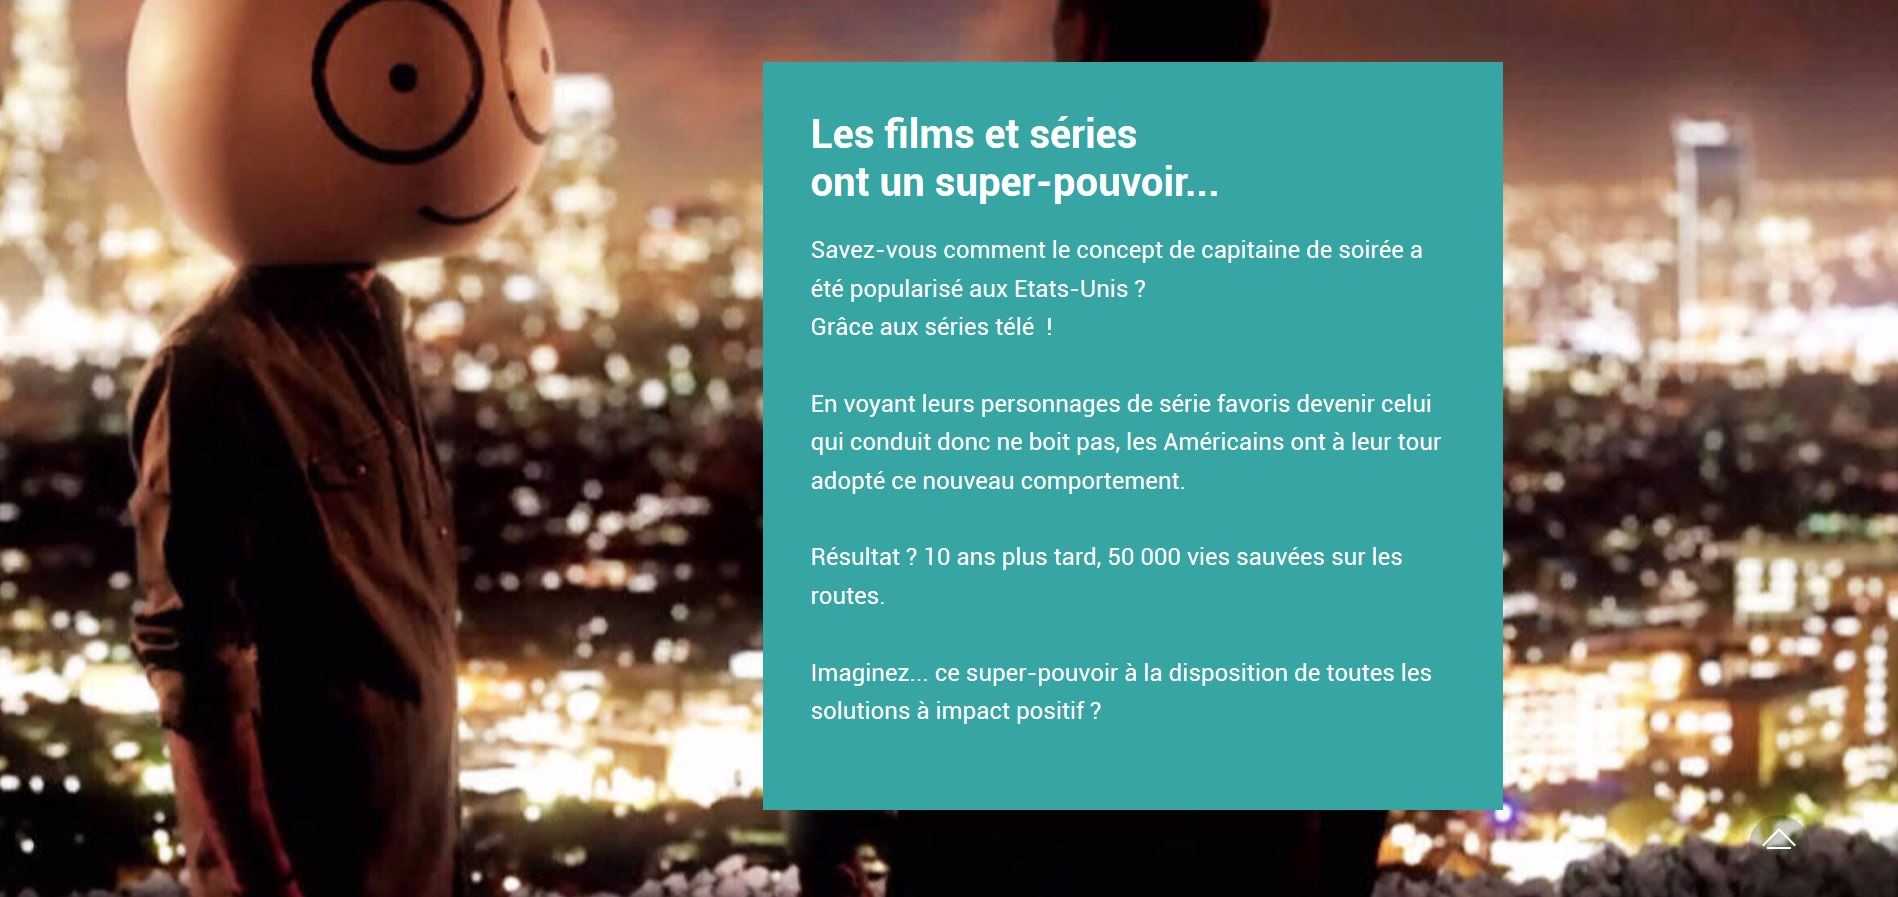 Les films et séries
ont un super-pouvoir...
Savez-vous comment le concept de capitaine de soirée a
été popularisé aux Etats-Unis ?
Grâce aux séries télé  !
En voyant leurs personnages de série favoris devenir celui
qui conduit donc ne boit pas, les Américains ont à leur tour
adopté ce nouveau comportement.
Résultat ? 10 ans plus tard, 50 000 vies sauvées sur les
routes.
Imaginez... ce super-pouvoir à la disposition de toutes les
solutions à impact positif ?